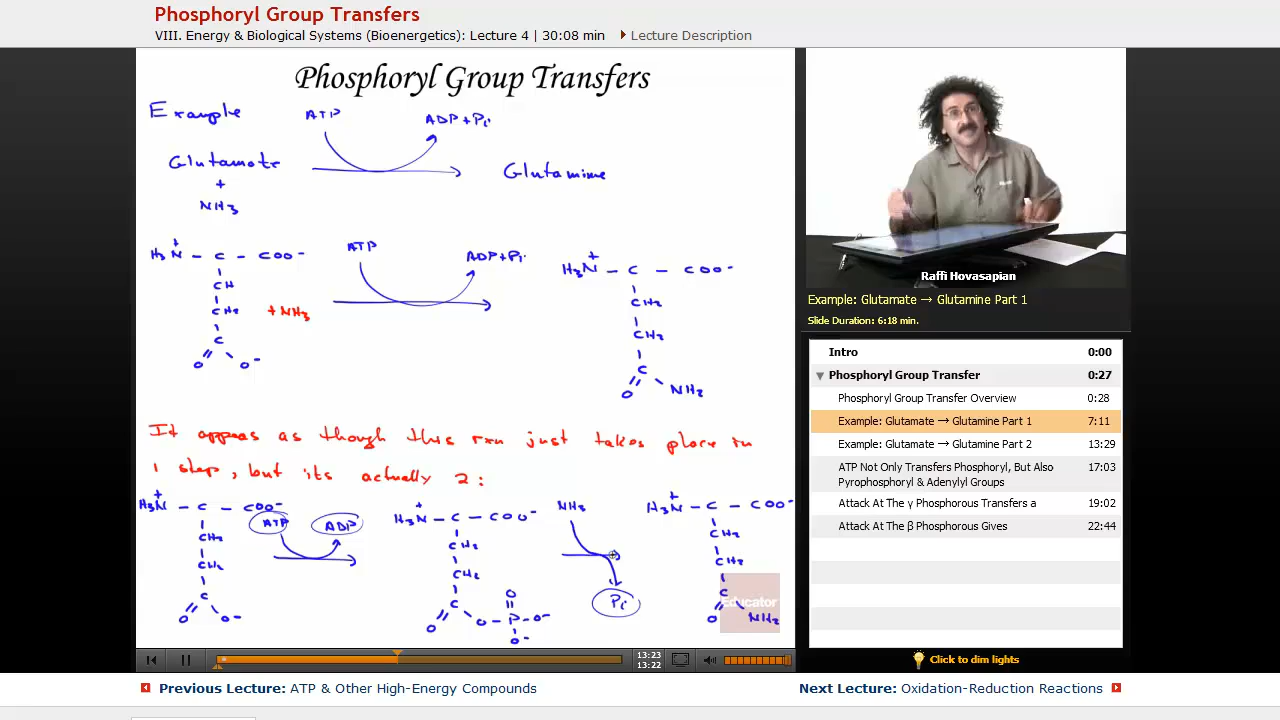 Phosphoryl Group Transfers
VIII. Energy & Biological Systems (Bioenergetics): Lecture 4 | 30:08 min
Lecture Description
Phosphoryl Group Transfers
Example
ATP
ADP + Pi
Glutamate
+
NH3
Glutamine
H3N+ - C - COO-
CH
CH2
C
O O-
+ NH3
ATP
ADP + Pi
H3N+ - C - COO-
CH2
CH2
C
O NH2
It appears as though this rxn just takes place in
1 step, but its actually 2:
H3N+ - C - COO-
CH2
CH2
C
O O-
ATP
ADP
H3N+ - C - COO-
CH2
CH2
C
O O - P - O-
O
O-
NH3
Pi
H3N+ - C - COO-
CH2
CH2
C
O NH2
Educator
Raffi Hovasapian
Example: Glutamate → Glutamine Part 1
Slide Duration: 6:18 min.
Intro 0:00
Phosphoryl Group Transfer 0:27
Phosphoryl Group Transfer Overview 0:28
Example: Glutamate → Glutamine Part 1 7:11
Example: Glutamate → Glutamine Part 2 13:29
ATP Not Only Transfers Phosphoryl, But Also
Pyrophosphoryl & Adenylyl Groups 17:03
Attack At The γ Phosphorous Transfers a 19:02
Attack At The β Phosphorous Gives 22:44
13:23
13:22
Click to dim lights
Previous Lecture: ATP & Other High-Energy Compounds
Next Lecture: Oxidation-Reduction Reactions